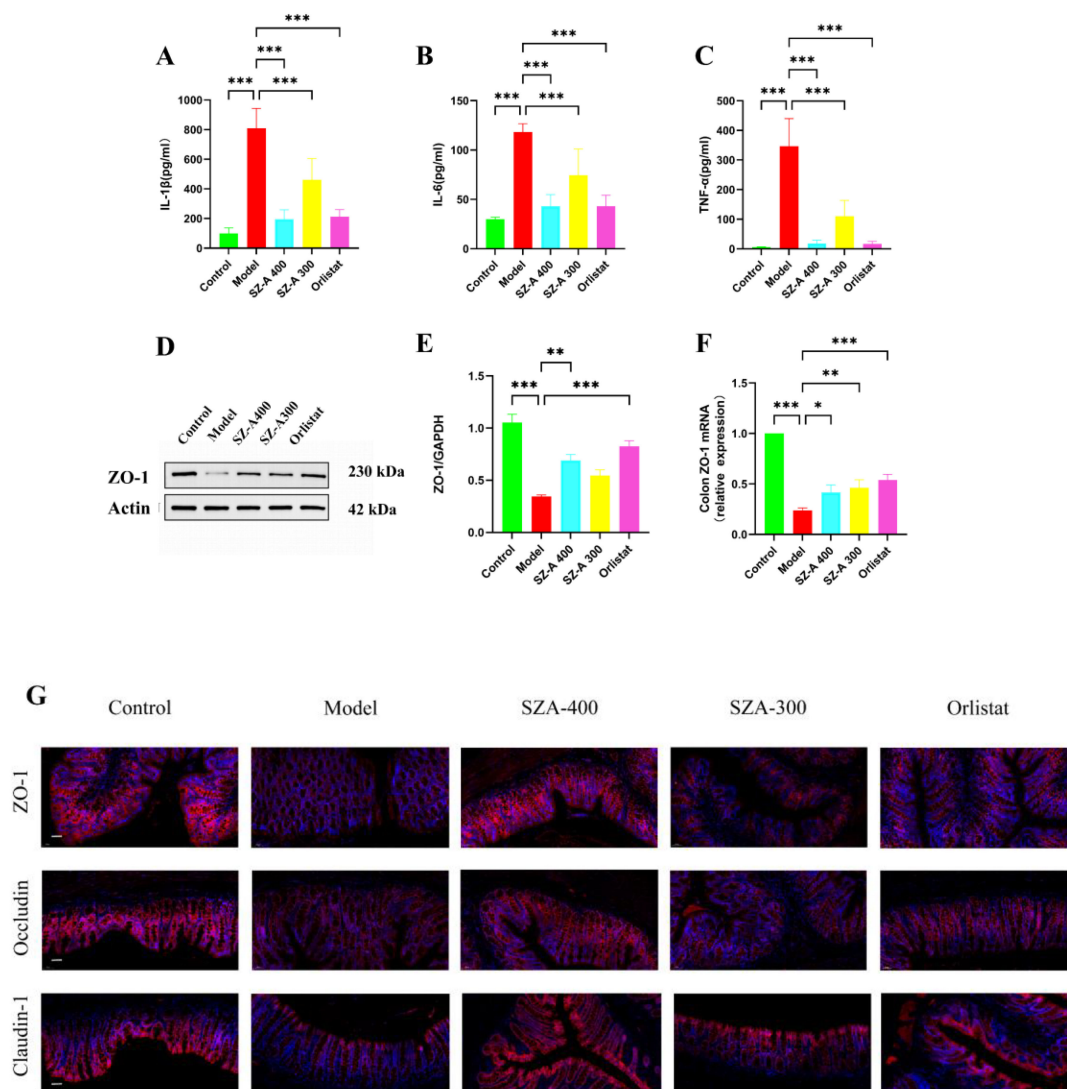 A
***
***
***
***
IL-1β(pg/ml)
1000
800
600
400
200
0
Control
Model
SZ-A 400
SZ-A 300
Orlistat
B
***
***
***
***
IL-6(pg/ml)
150
100
50
0
Control
Model
SZ-A 400
SZ-A 300
Orlistat
C
***
***
***
***
TNF-α(pg/ml)
500
400
300
200
100
0
Control
Model
SZ-A 400
SZ-A 300
Orlistat
D
Control
Model
SZ-A400
SZ-A300
Orlistat
ZO-1
230 kDa
Actin
42 kDa
E
**
***
***
ZO-1/GAPDH
1.5
1.0
0.5
0.0
Control
Model
SZ-A 400
SZ-A 300
Orlistat
F
***
**
***
*
Colon ZO-1 mRNA
(relative expression)
1.5
1.0
0.5
0.0
Control
Model
SZ-A 400
SZ-A 300
Orlistat
G
Control
Model
SZA-400
SZA-300
Orlistat
ZO-1
Occludin
Claudin-1